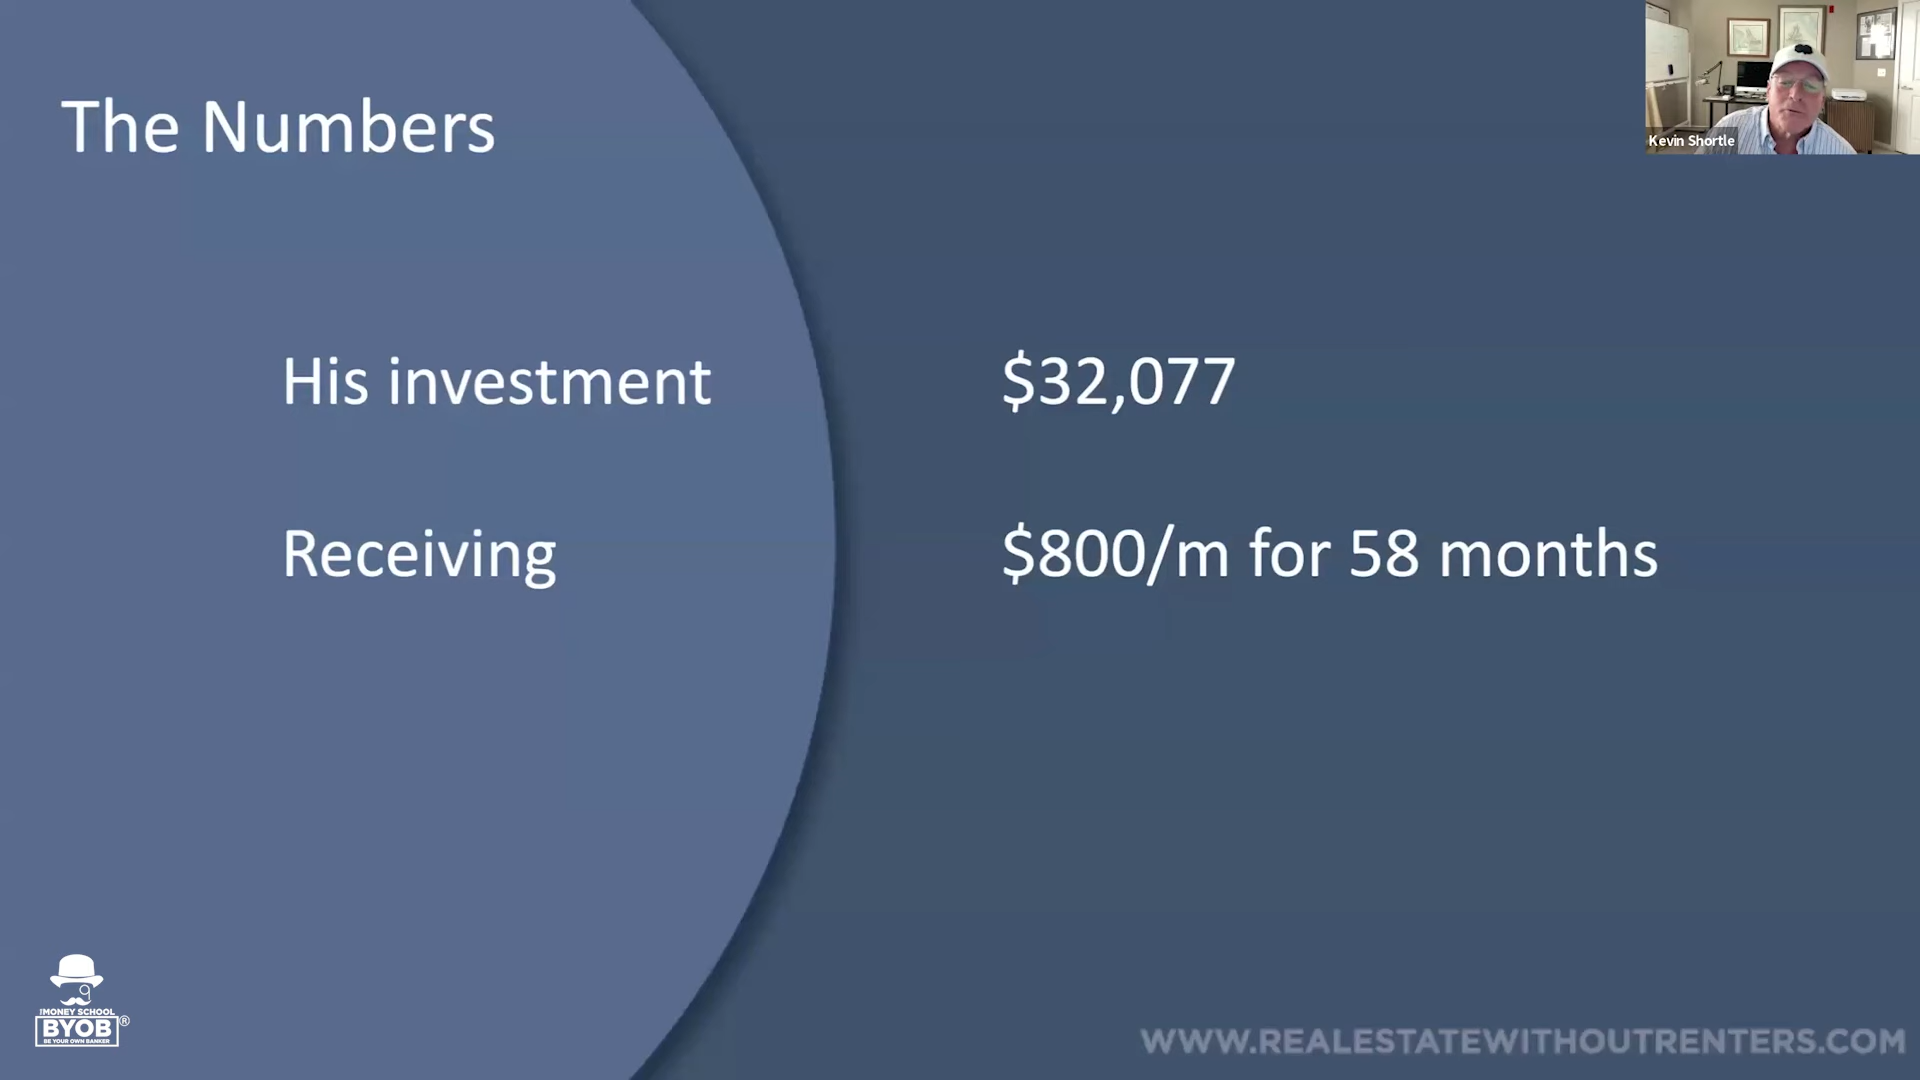 The Numbers
Kevin Shortle
His investment
$32,077
Receiving
$800/m for 58 months
THE MONEY SCHOOL
BYOB®
BE YOUR OWN BANKER
WWW.REALESTATEWITHOUTRENTERS.COM